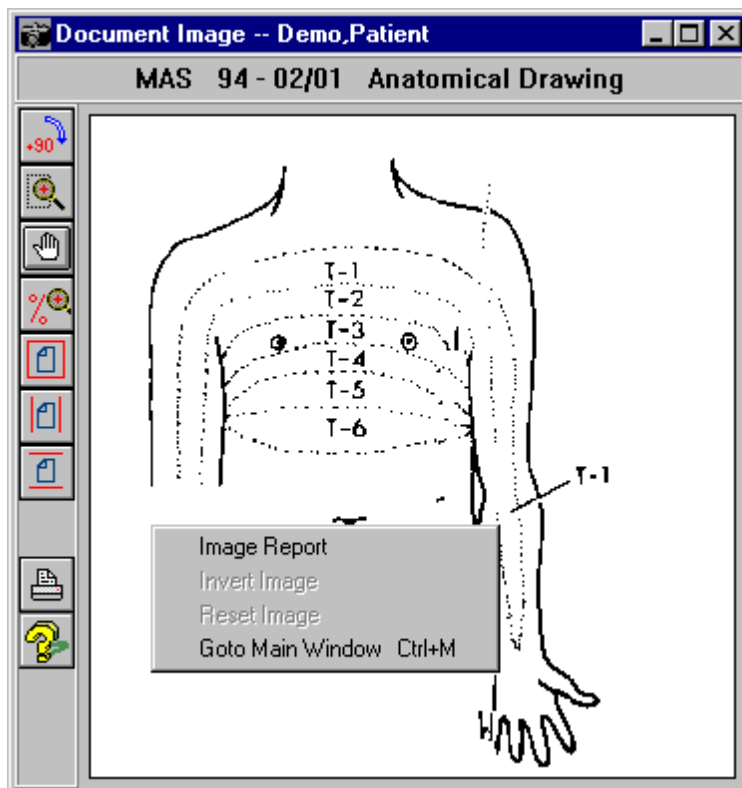 Document Image -- Demo,Patient
MAS 94 - 02/01 Anatomical Drawing
+90
%
T-1
T-2
T-3
T-4
T-5
T-6
T-1
Image Report
Invert Image
Reset Image
Goto Main Window Ctrl+M